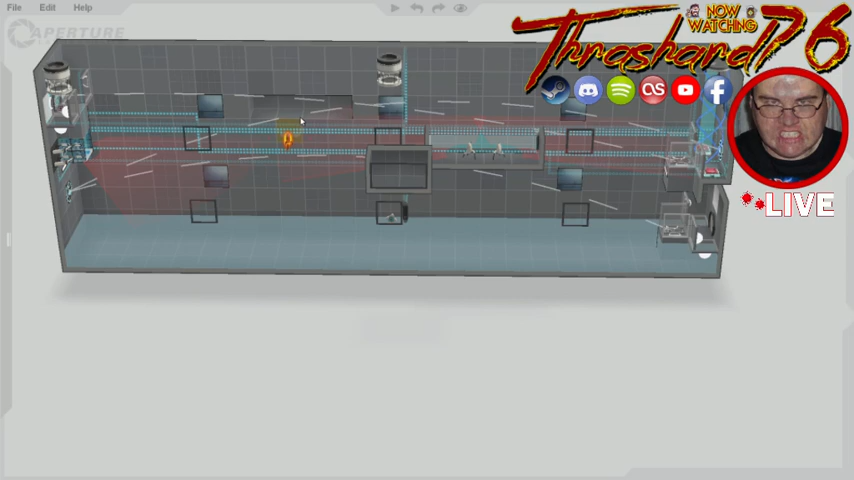 File Edit Help
APERTURE
NOW
WATCHING
Thrashard76
LIVE